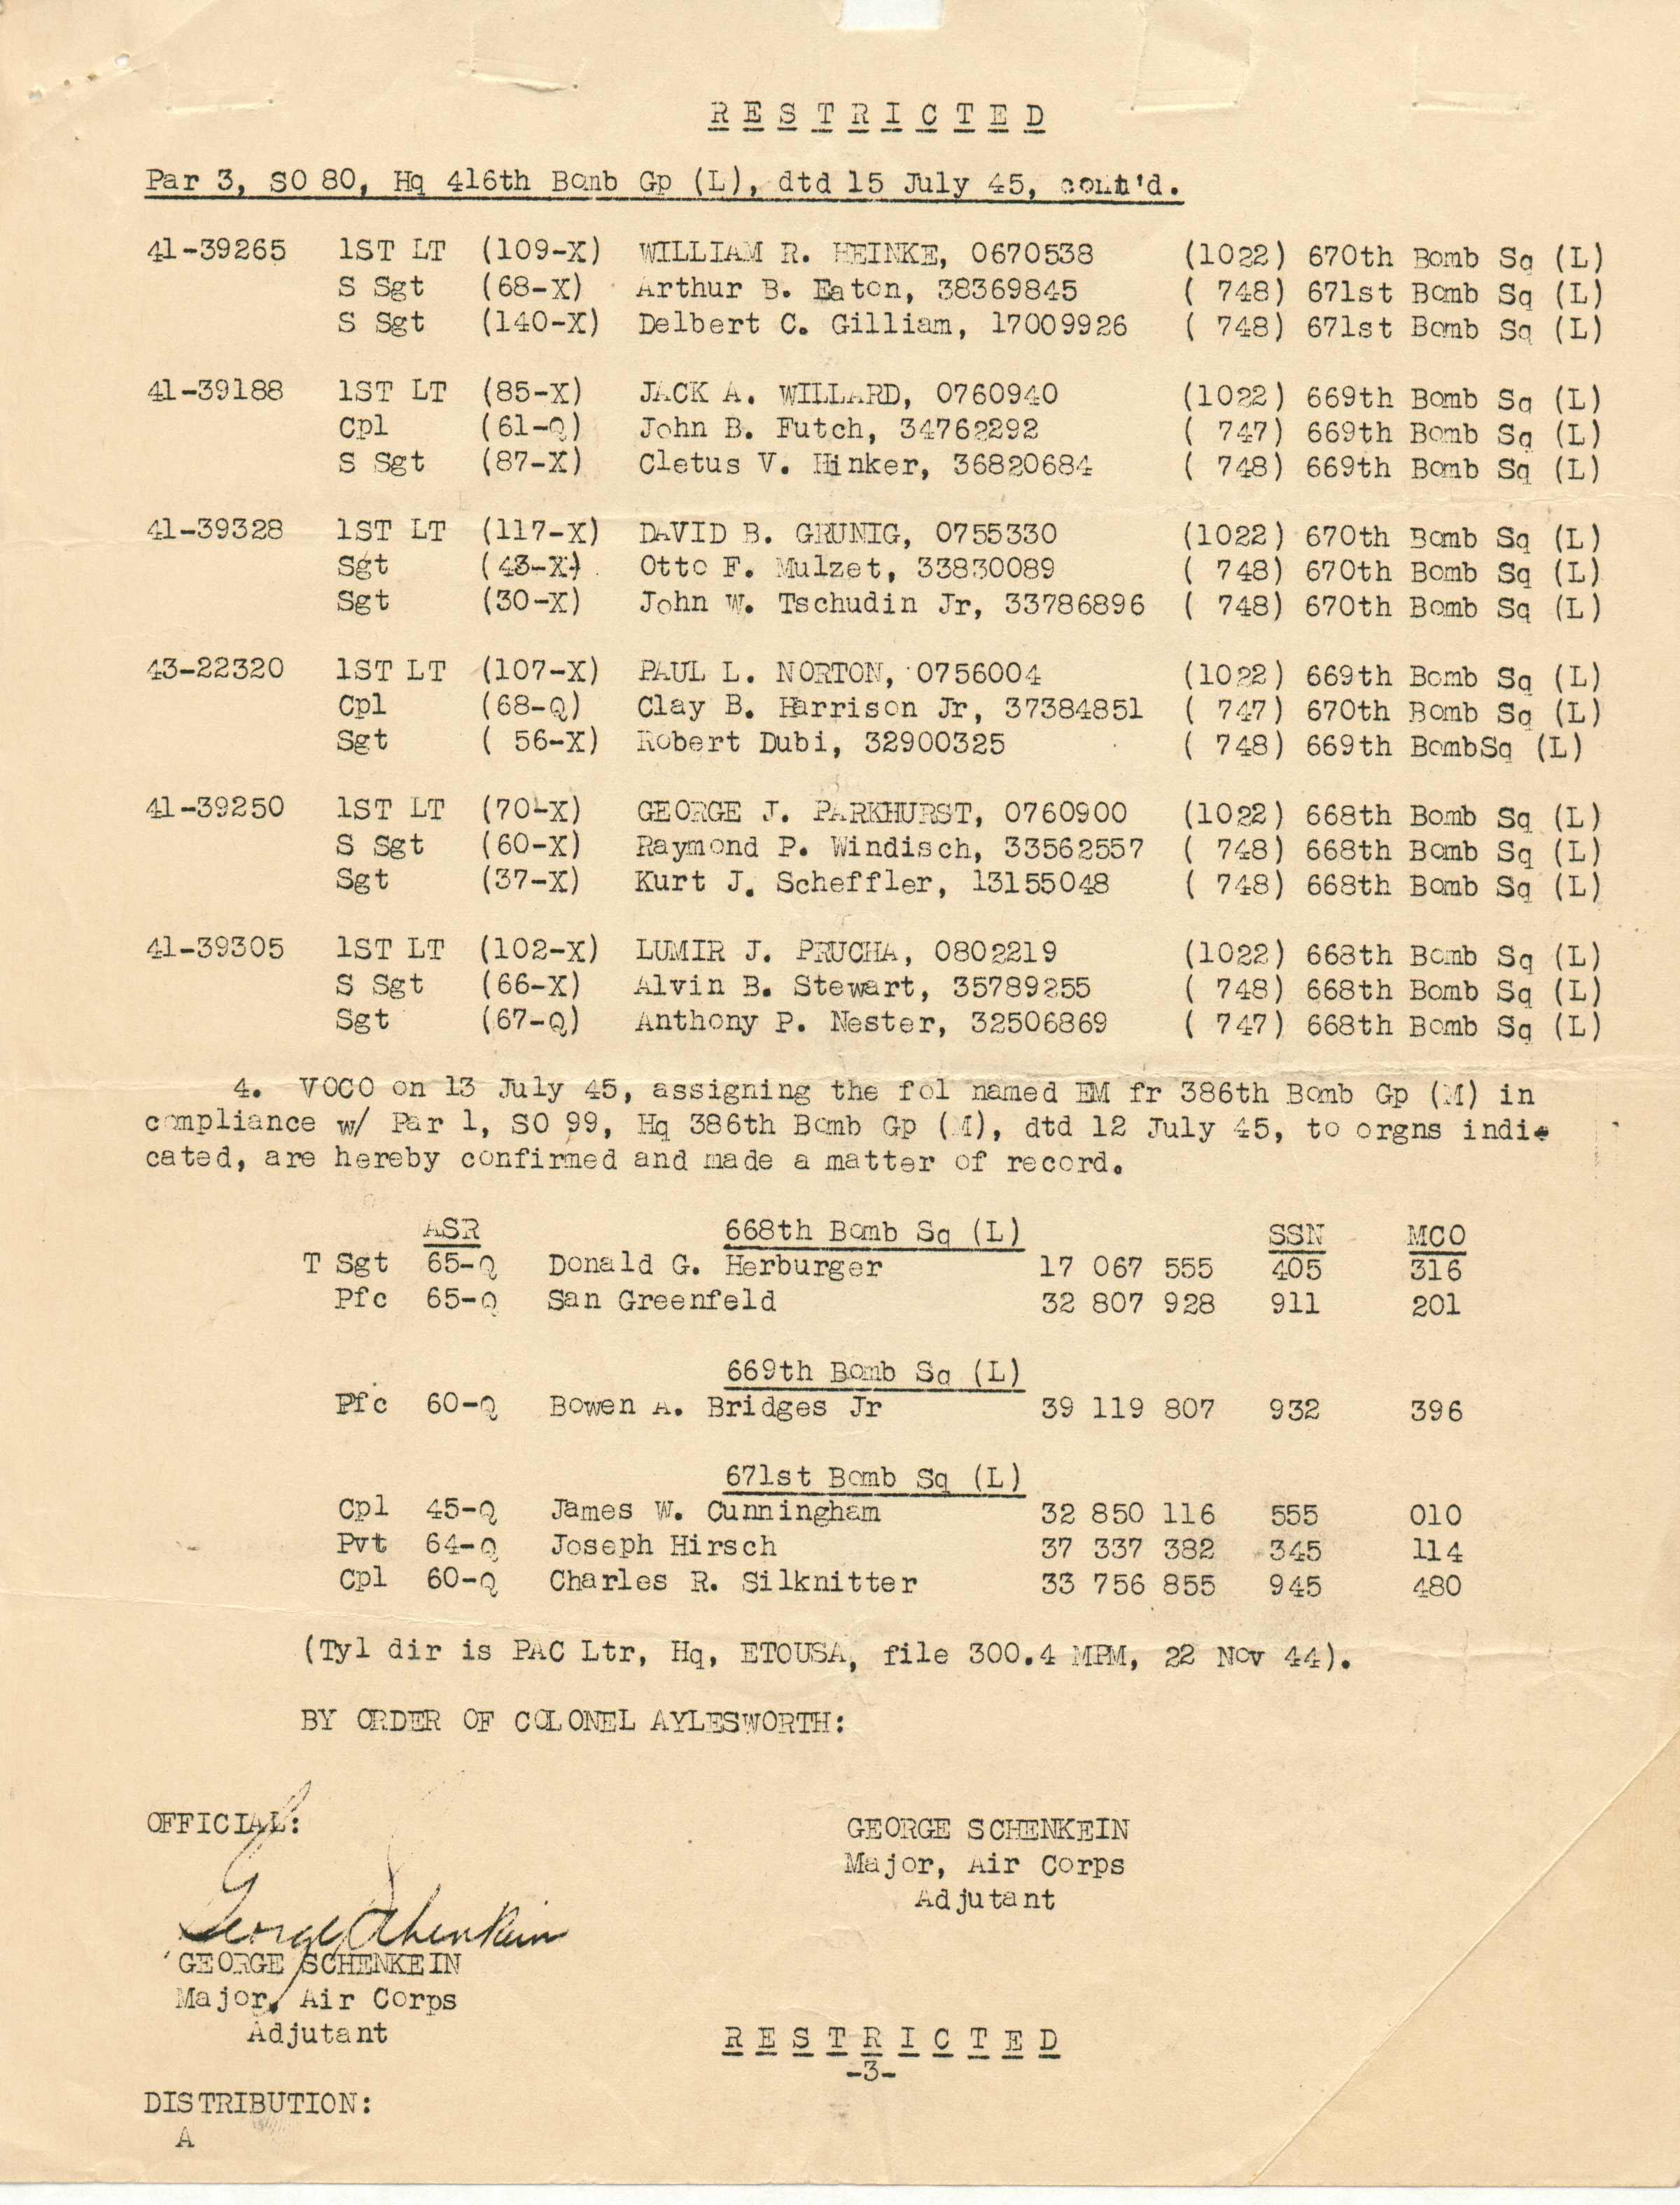 R E S T R I C T E D
Par 3, SO 80, Hq 416th Bomb Gp (L), dtd 15 July 45, cont'd.
41-39265 1ST LT (109-X) WILLIAM R. HEINKE, 0670538 (1022) 670th Bomb Sq (L)
S Sgt (68-X) Arthur B. Eaton, 38369845 ( 748) 671st Bomb Sq (L)
S Sgt (140-X) Delbert C. Gilliam, 17009926 ( 748) 671st Bomb Sq (L)
41-39188 1ST LT (85-X) JACK A. WILLARD, 0760940 (1022) 669th Bomb Sq (L)
Cpl (61-Q) John B. Futch, 34762292 ( 747) 669th Bomb Sq (L)
S Sgt (87-X) Cletus V. Hinker, 36820684 ( 748) 669th Bomb Sq (L)
41-39328 1ST LT (117-X) DAVID B. GRUNIG, 0755330 (1022) 670th Bomb Sq (L)
Sgt (43-X) Otto F. Mulzet, 33830089 ( 748) 670th Bomb Sq (L)
Sgt (30-X) John W. Tschudin Jr, 33786896 ( 748) 670th Bomb Sq (L)
43-22320 1ST LT (107-X) PAUL L. NORTON, 0756004 (1022) 669th Bomb Sq (L)
Cpl (68-Q) Clay B. Harrison Jr, 37384851 ( 747) 670th Bomb Sq (L)
Sgt ( 56-X) Robert Dubi, 32900325 ( 748) 669th BombSq (L)
41-39250 1ST LT (70-X) GEORGE J. PARKHURST, 0760900 (1022) 668th Bomb Sq (L)
S Sgt (60-X) Raymond P. Windisch, 33562557 ( 748) 668th Bomb Sq (L)
Sgt (37-X) Kurt J. Scheffler, 13155048 ( 748) 668th Bomb Sq (L)
41-39305 1ST LT (102-X) LUMIR J. PRUCHA, 0802219 (1022) 668th Bomb Sq (L)
S Sgt (66-X) Alvin B. Stewart, 35789255 ( 748) 668th Bomb Sq (L)
Sgt (67-Q) Anthony P. Nester, 32506869 ( 747) 668th Bomb Sq (L)
4. VOCO on 13 July 45, assigning the fol named EM fr 386th Bomb Gp (M) in
compliance w/ Par 1, SO 99, Hq 386th Bomb Gp (M), dtd 12 July 45, to orgns indi-
cated, are hereby confirmed and made a matter of record.
ASR 668th Bomb Sq (L) SSN MCO
T Sgt 65-Q Donald G. Herburger 17 067 555 405 316
Pfc 65-Q San Greenfeld 32 807 928 911 201
669th Bomb Sq (L)
Pfc 60-Q Bowen A. Bridges Jr 39 119 807 932 396
671st Bomb Sq (L)
Cpl 45-Q James W. Cunningham 32 850 116 555 010
Pvt 64-Q Joseph Hirsch 37 337 382 345 114
Cpl 60-Q Charles R. Silknitter 33 756 855 945 480
(Tyl dir is PAC Ltr, Hq, ETOUSA, file 300.4 MPM, 22 Nov 44).
BY ORDER OF COLONEL AYLESWORTH:
OFFICIAL:
GEORGE SCHENKEIN
Major, Air Corps
Adjutant
George Schenkein
GEORGE SCHENKEIN
Major, Air Corps
Adjutant
R E S T R I C T E D
-3-
DISTRIBUTION:
A